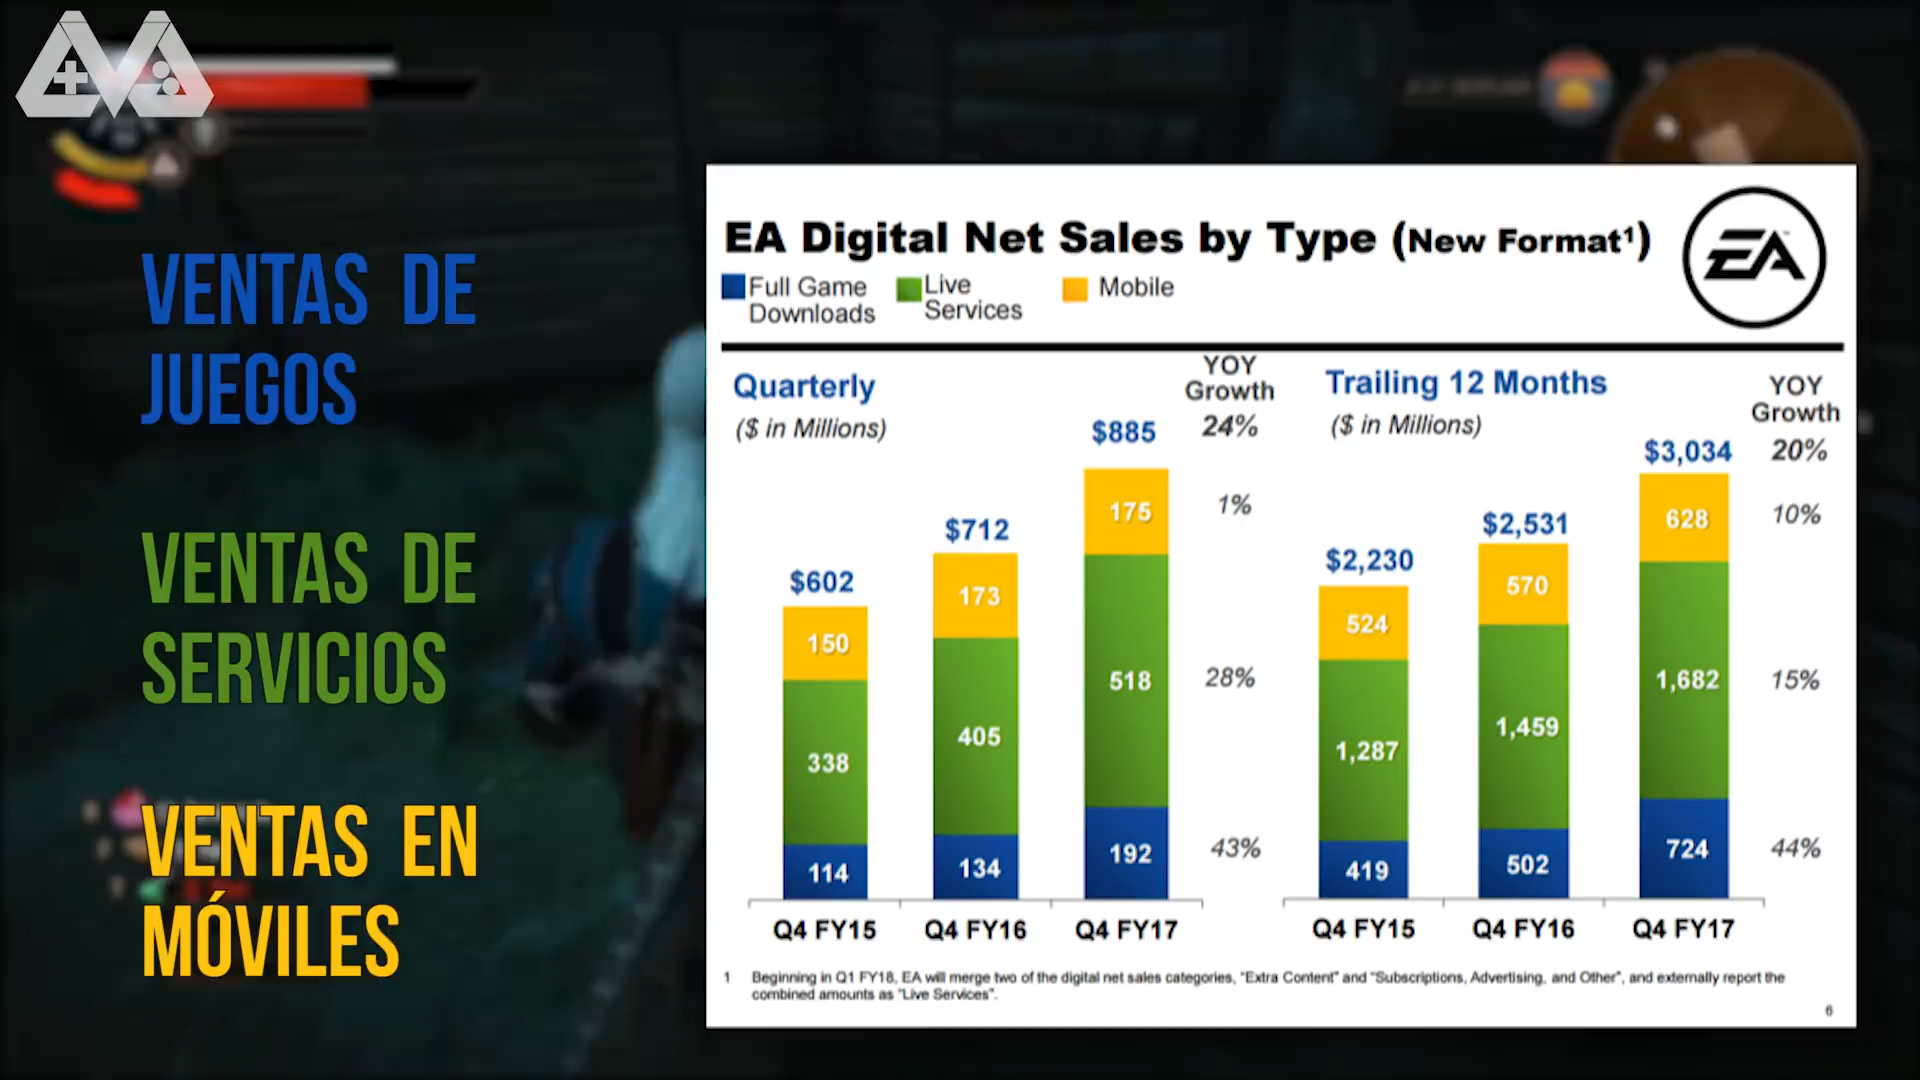 VENTAS DE
JUEGOS
VENTAS DE
SERVICIOS
VENTAS EN
MÓVILES
EA Digital Net Sales by Type (New Format¹)
EA
Full Game
Downloads
Live
Services
Mobile
Quarterly
($ in Millions)
YOY
Growth
24%
1%
28%
43%
$602
150
338
114
$712
173
405
134
$885
175
518
192
Q4 FY15 Q4 FY16 Q4 FY17
Trailing 12 Months
($ in Millions)
YOY
Growth
20%
10%
15%
44%
$2,230
524
1,287
419
$2,531
570
1,459
502
$3,034
628
1,682
724
Q4 FY15 Q4 FY16 Q4 FY17
1 Beginning in Q1 FY18, EA will merge two of the digital net sales categories, "Extra Content" and "Subscriptions, Advertising, and Other", and externally report the
combined amounts as "Live Services".
6